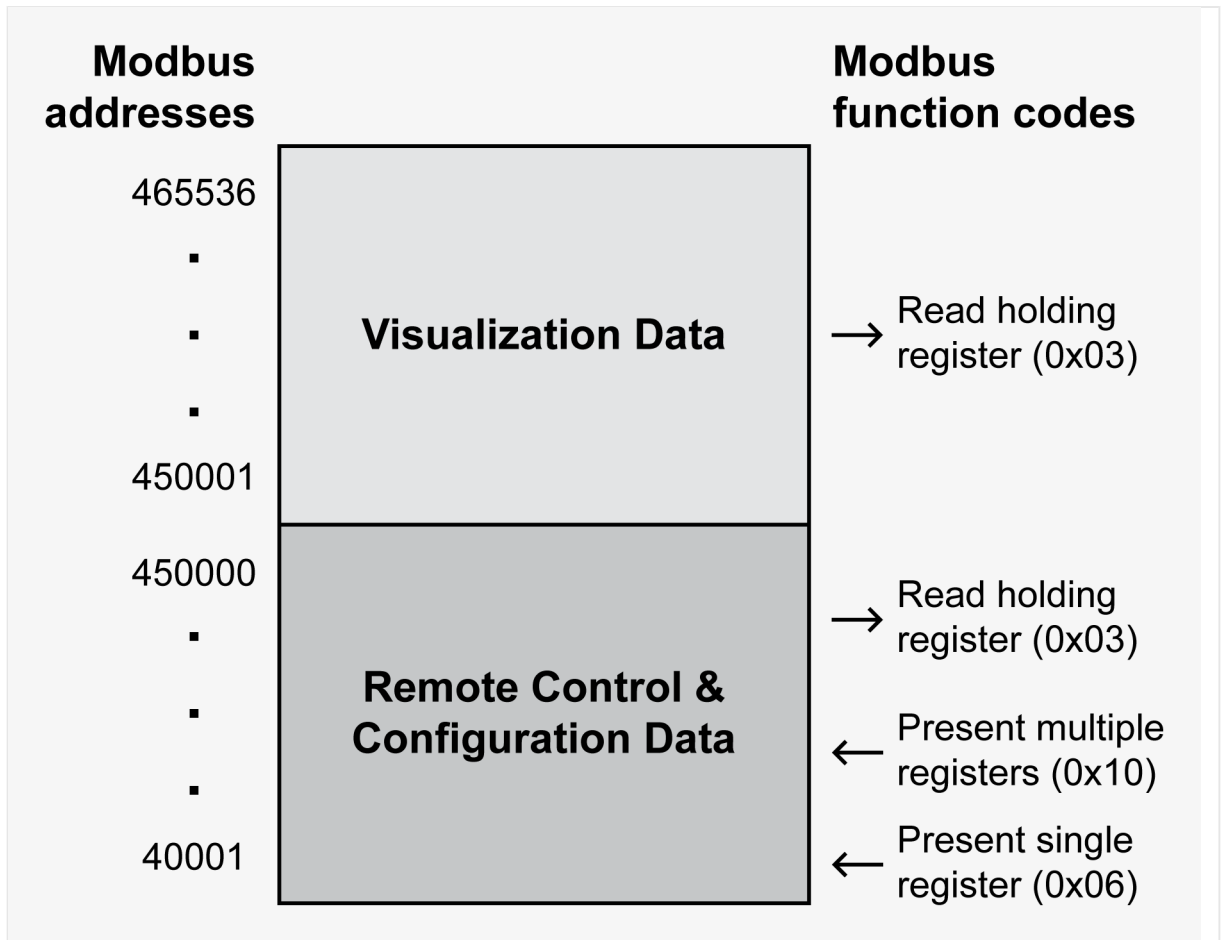 Modbus
addresses
Modbus
function codes
465536
.
.
.
450001
Visualization Data
Read holding
register (0x03)
450000
.
.
.
40001
Remote Control &
Configuration Data
Read holding
register (0x03)
Present multiple
registers (0x10)
Present single
register (0x06)